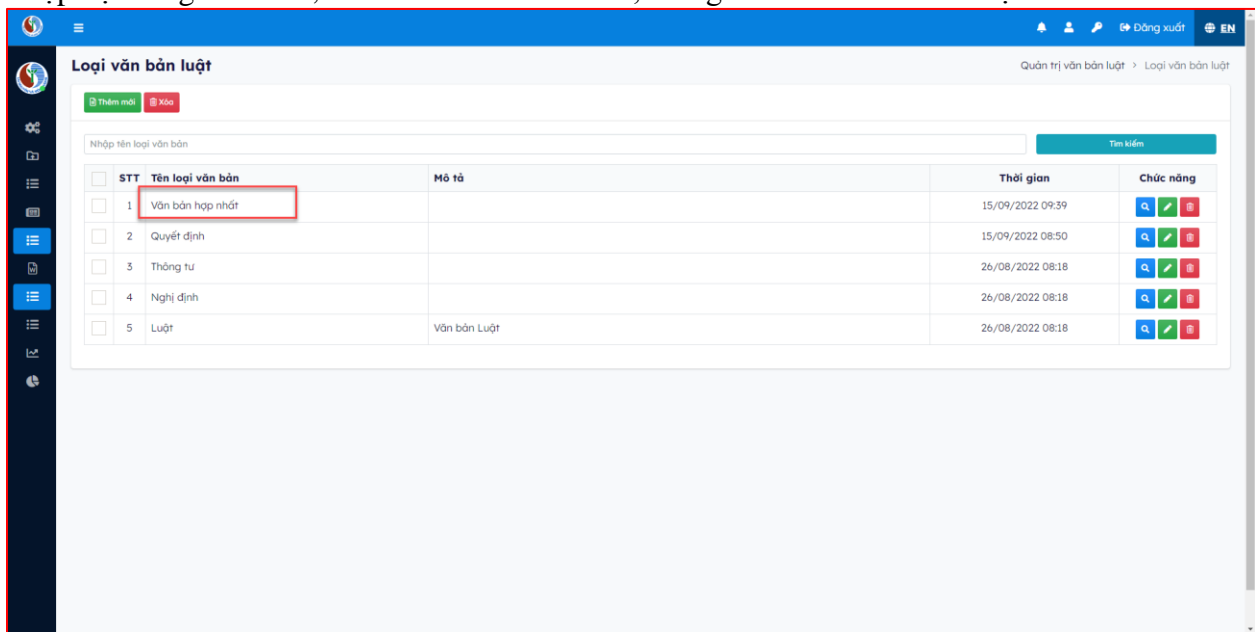 Đăng xuất EN
Loại văn bản luật
Quản trị văn bản luật > Loại văn bản luật
Thêm mới Xóa
Nhập tên loại văn bản Tìm kiếm
STT Tên loại văn bản Mô tả Thời gian Chức năng
1 Văn bản hợp nhất 15/09/2022 09:39
2 Quyết định 15/09/2022 08:50
3 Thông tư 26/08/2022 08:18
4 Nghị định 26/08/2022 08:18
5 Luật Văn bản Luật 26/08/2022 08:18